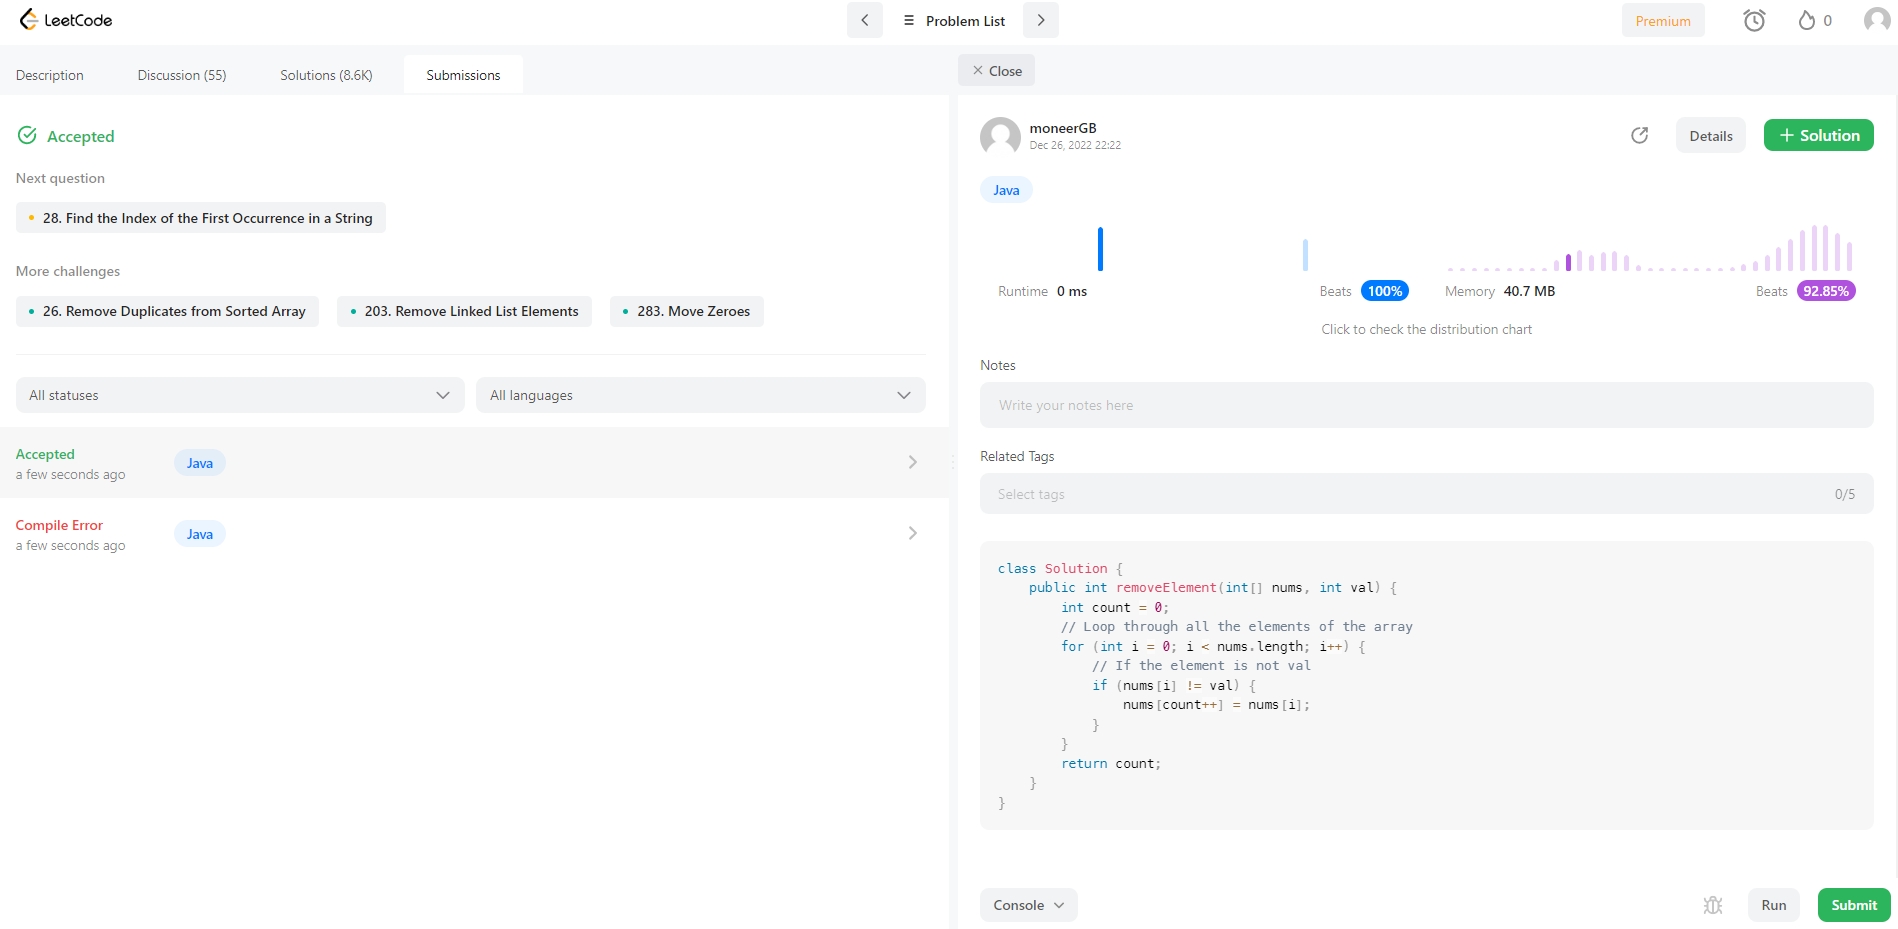 LeetCode
Problem List
Premium
0
Description
Discussion (55)
Solutions (8.6K)
Submissions
Close
Accepted
Next question
28. Find the Index of the First Occurrence in a String
More challenges
26. Remove Duplicates from Sorted Array
203. Remove Linked List Elements
283. Move Zeroes
All statuses
All languages
Accepted
a few seconds ago
Java
Compile Error
a few seconds ago
Java
moneerGB
Dec 26, 2022 22:22
Details
+ Solution
Java
Runtime 0 ms
Beats 100%
Memory 40.7 MB
Beats 92.85%
Click to check the distribution chart
Notes
Write your notes here
Related Tags
Select tags
0/5
class Solution {
    public int removeElement(int[] nums, int val) {
        int count = 0;
        // Loop through all the elements of the array
        for (int i = 0; i < nums.length; i++) {
            // If the element is not val
            if (nums[i] != val) {
                nums[count++] = nums[i];
            }
        }
        return count;
    }
}
Console
Run
Submit